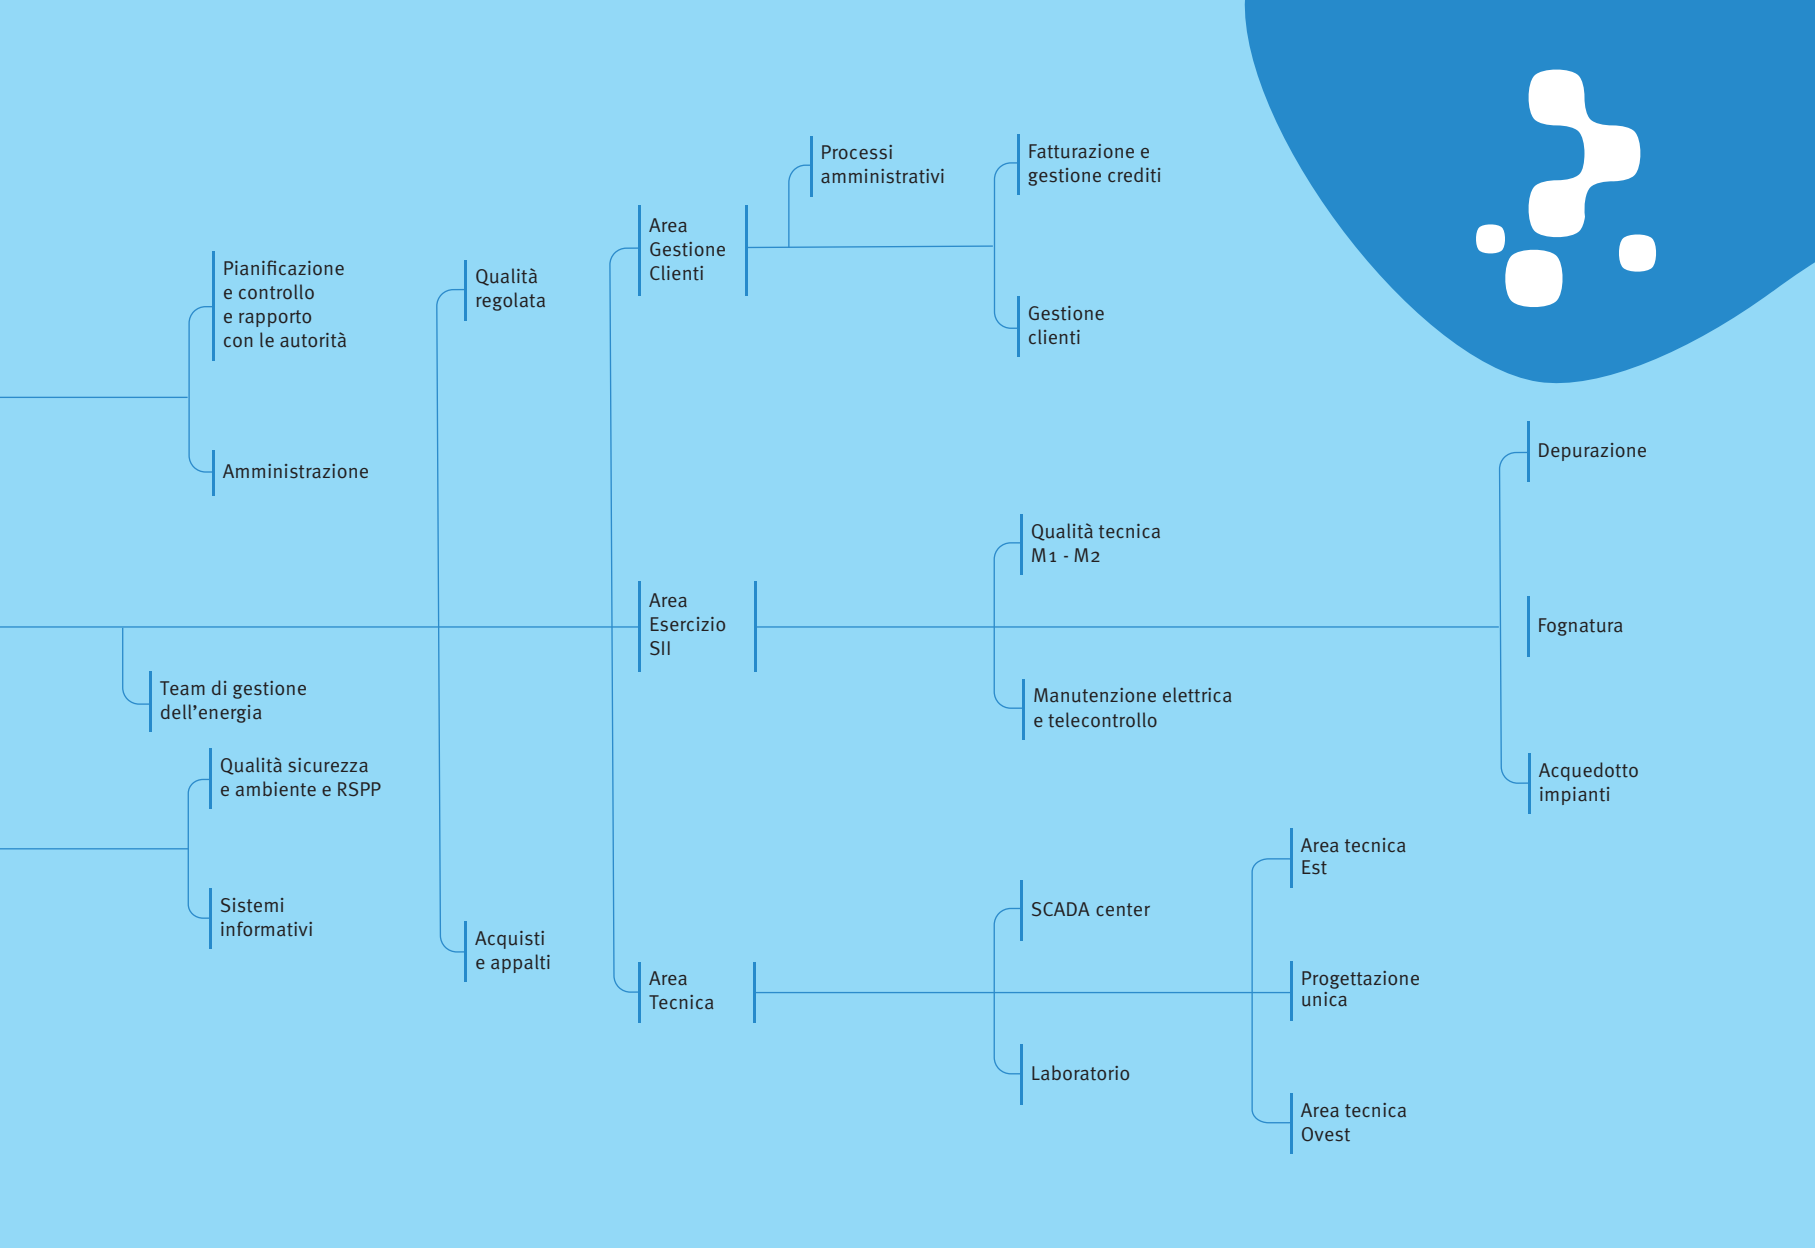 Pianificazione
e controllo
e rapporto
con le autorità
Amministrazione
Team di gestione
dell'energia
Qualità sicurezza
e ambiente e RSPP
Sistemi
informativi
Qualità
regolata
Acquisti
e appalti
Area
Gestione
Clienti
Processi
amministrativi
Fatturazione e
gestione crediti
Gestione
clienti
Area
Esercizio
SII
Qualità tecnica
M1 - M2
Manutenzione elettrica
e telecontrollo
Depurazione
Fognatura
Acquedotto
impianti
Area
Tecnica
SCADA center
Laboratorio
Area tecnica
Est
Progettazione
unica
Area tecnica
Ovest